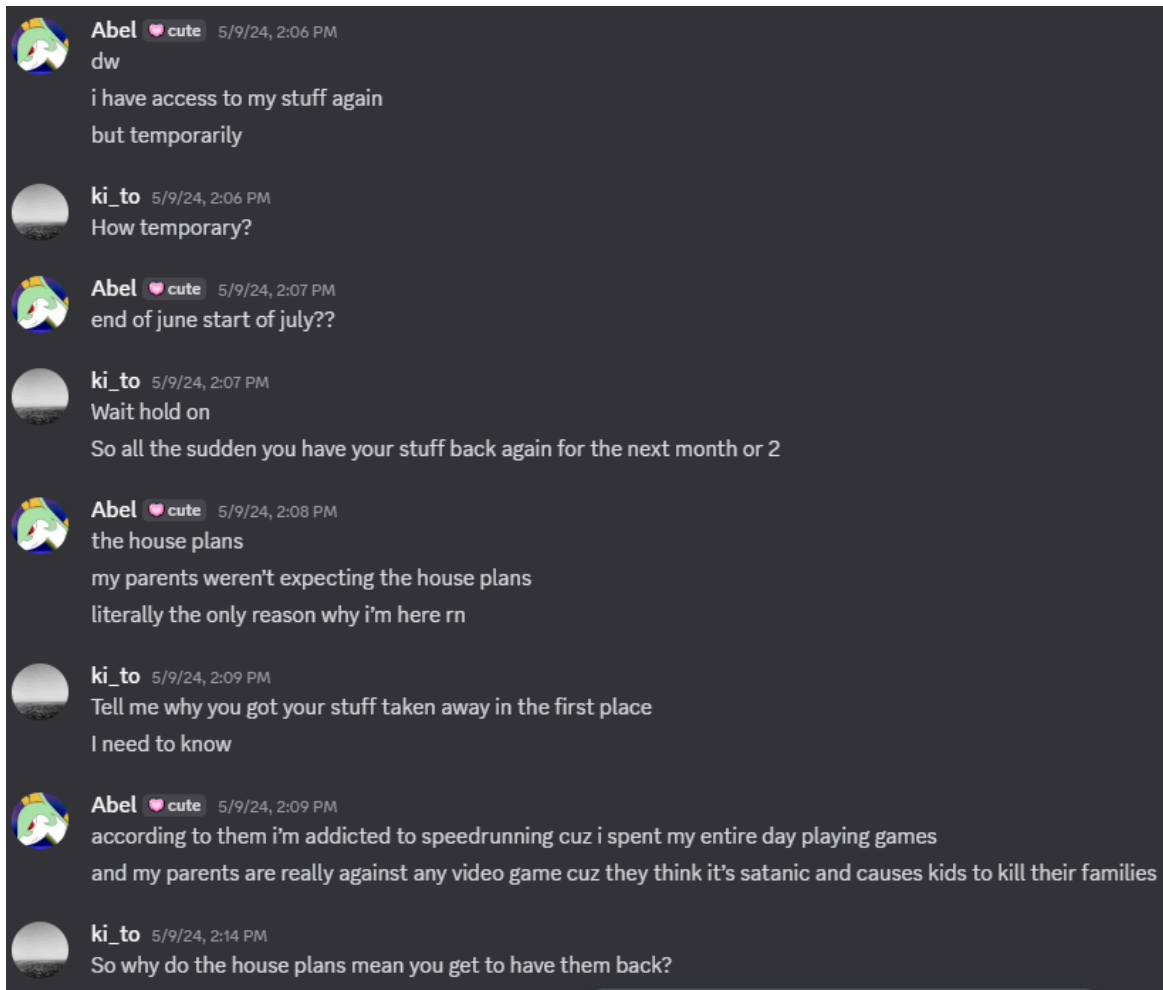 Abel cute 5/9/24, 2:06 PM
dw
i have access to my stuff again
but temporarily
ki_to 5/9/24, 2:06 PM
How temporary?
Abel cute 5/9/24, 2:07 PM
end of june start of july??
ki_to 5/9/24, 2:07 PM
Wait hold on
So all the sudden you have your stuff back again for the next month or 2
Abel cute 5/9/24, 2:08 PM
the house plans
my parents weren't expecting the house plans
literally the only reason why i'm here rn
ki_to 5/9/24, 2:09 PM
Tell me why you got your stuff taken away in the first place
I need to know
Abel cute 5/9/24, 2:09 PM
according to them i'm addicted to speedrunning cuz i spent my entire day playing games
and my parents are really against any video game cuz they think it's satanic and causes kids to kill their families
ki_to 5/9/24, 2:14 PM
So why do the house plans mean you get to have them back?